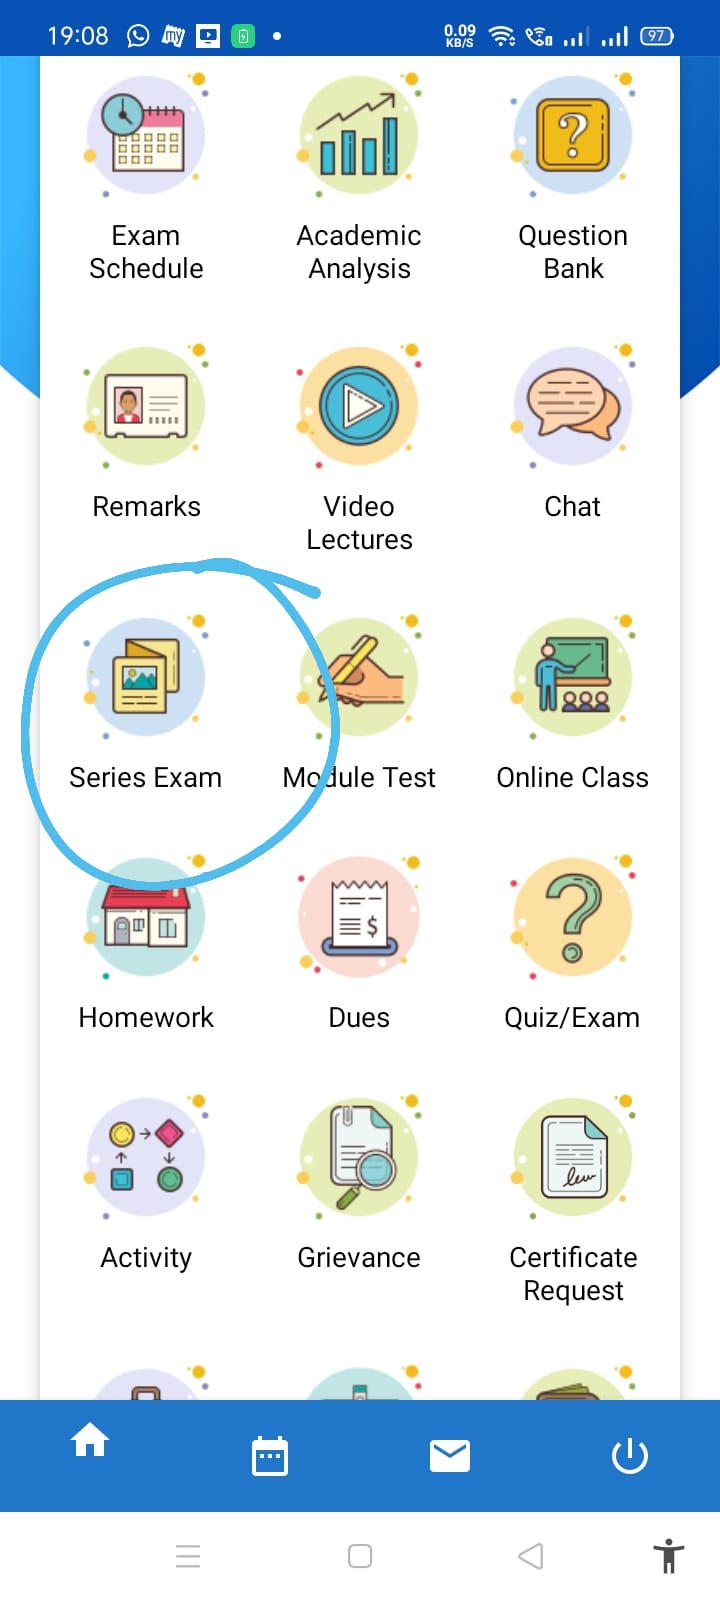 19:08
my
0.09
KB/S
97
Exam
Schedule
Academic
Analysis
Question
Bank
Remarks
Video
Lectures
Chat
Series Exam
Module Test
Online Class
Homework
Dues
Quiz/Exam
Activity
Grievance
Certificate
Request